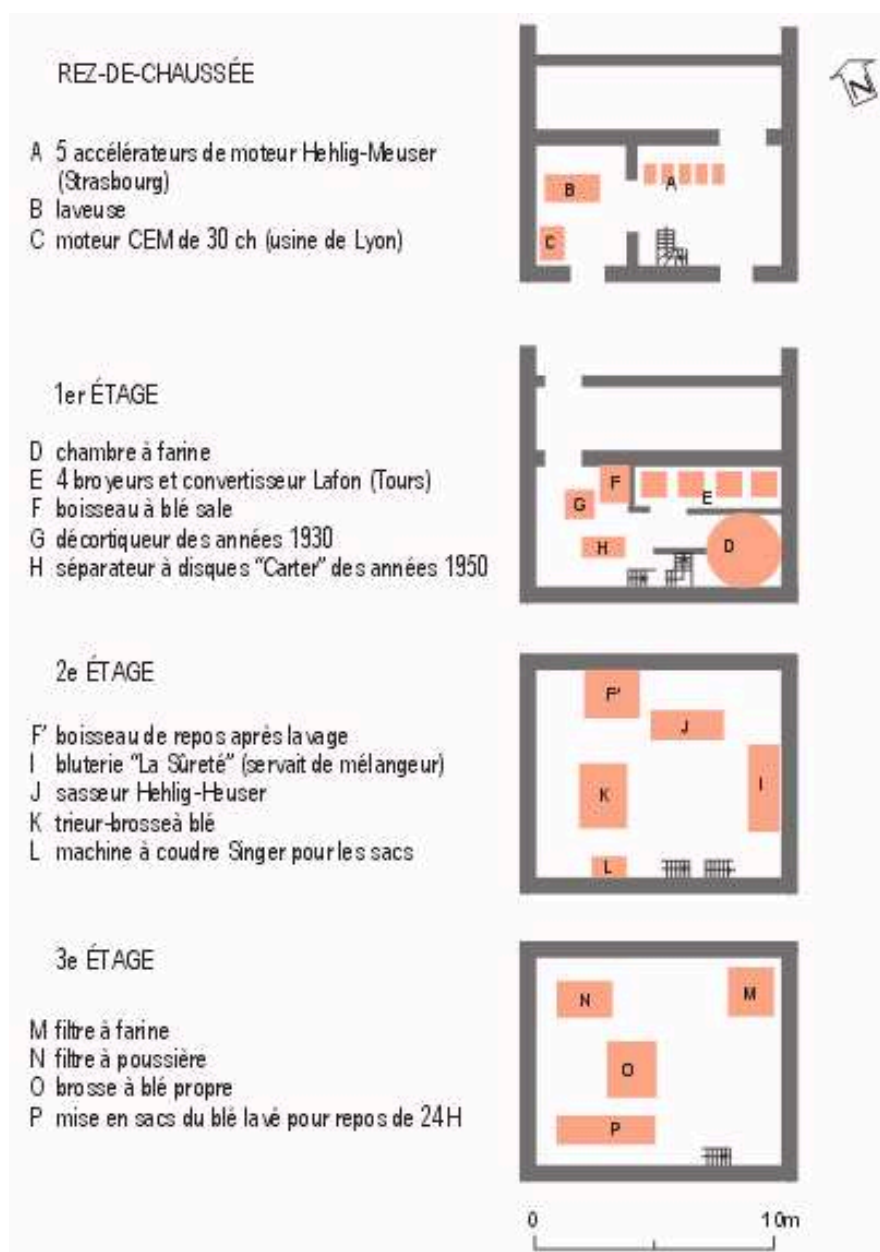 REZ-DE-CHAUSSÉE
A 5 accélérateurs de moteur Hehlig-Meuser
(Strasbourg)
B laveuse
C moteur CEM de 30 ch (usine de Lyon)
N
B
A
C
1er ÉTAGE
D chambre à farine
E 4 broyeurs et convertisseur Lafon (Tours)
F boisseau à blé sale
G décortiqueur des années 1930
H séparateur à disques "Carter" des années 1950
F
E
G
H
D
2e ÉTAGE
F' boisseau de repos après lavage
I bluterie "La Sûreté" (servait de mélangeur)
J sasseur Hehlig-Heuser
K trieur-brosseà blé
L machine à coudre Singer pour les sacs
F'
J
I
K
L
3e ÉTAGE
M filtre à farine
N filtre à poussière
O brosse à blé propre
P mise en sacs du blé lavé pour repos de 24H
N
M
O
P
0 10m